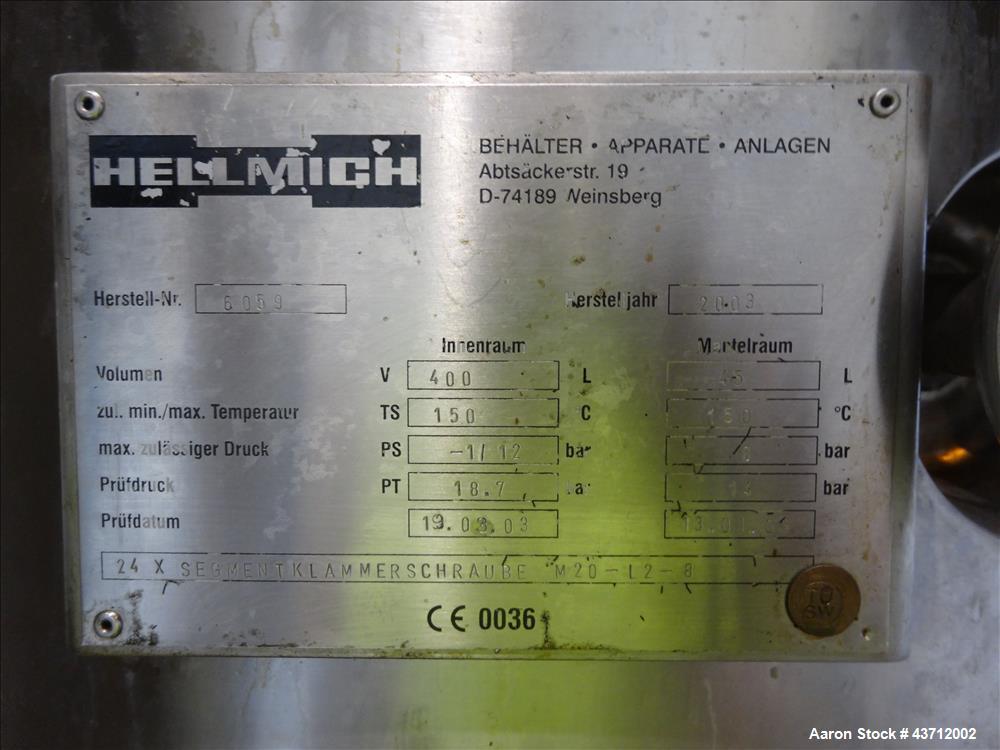 HELLMICH
BEHÄLTER • APPARATE • ANLAGEN
Abtsäckerstr. 19
D-74189 Weinsberg
Herstell-Nr. 6059 Herstelljahr 2003
Innenraum Mantelraum
Volumen V 400 L L
zul. min./max. Temperatur TS 150 °C 150 °C
max. zulässiger Druck PS -1/12 bar bar
Prüfdruck PT 18.7 bar bar
Prüfdatum 19.03.03
24 X SEGMENTKLAMMERSCHRAUBE M20-L2-8
CE 0036
Aaron Stock # 43712002